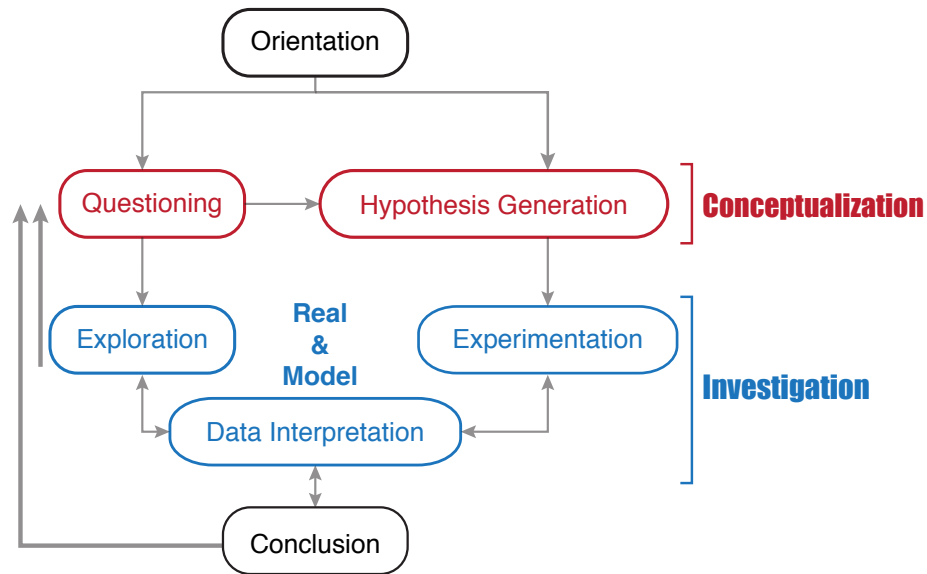 Orientation
Questioning
Hypothesis Generation
Conceptualization
Exploration
Real
&
Model
Experimentation
Investigation
Data Interpretation
Conclusion